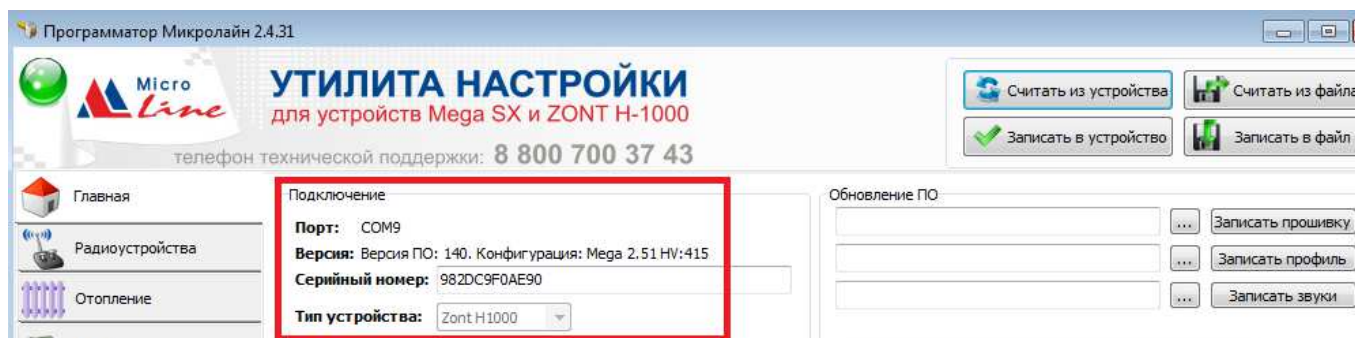 Программатор Микролайн 2.4.31
Micro
Line
УТИЛИТА НАСТРОЙКИ
для устройств Mega SX и ZONT H-1000
телефон технической поддержки: 8 800 700 37 43
Считать из устройства
Считать из файла
Записать в устройство
Записать в файл
Главная
Радиоустройства
Отопление
Подключение
Порт: COM9
Версия: Версия ПО: 140. Конфигурация: Mega 2.51 HV:415
Серийный номер: 982DC9F0AE90
Тип устройства: Zont H1000
Обновление ПО
... Записать прошивку
... Записать профиль
... Записать звуки